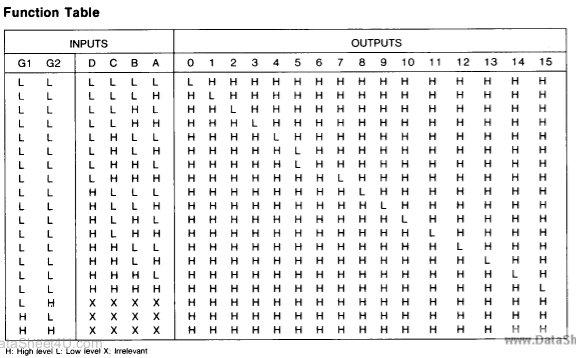 Function Table
INPUTS OUTPUTS
G1 G2 D C B A 0 1 2 3 4 5 6 7 8 9 10 11 12 13 14 15
L L L L L L L H H H H H H H H H H H H H H H
L L L L L H H L H H H H H H H H H H H H H H
L L L L H L H H L H H H H H H H H H H H H H
L L L L H H H H H L H H H H H H H H H H H H
L L L H L L H H H H L H H H H H H H H H H H
L L L H L H H H H H H L H H H H H H H H H H
L L L H H L H H H H H L H H H H H H H H H H
L L L H H H H H H H H H H L H H H H H H H H
L L H L L L H H H H H H H H L H H H H H H H
L L H L L H H H H H H H H H H L H H H H H H
L L H L H L H H H H H H H H H H L H H H H H
L L H L H H H H H H H H H H H H H L H H H H
L L H H L L H H H H H H H H H H H H L H H H
L L H H L H H H H H H H H H H H H H H L H H
L L H H H L H H H H H H H H H H H H H H L H
L L H H H H H H H H H H H H H H H H H H H L
L H X X X X H H H H H H H H H H H H H H H H
H L X X X X H H H H H H H H H H H H H H H H
H H X X X X H H H H H H H H H H H H H H H H
ataSheet4U.com www.DataSh
H: High level L: Low level X: Irrelevant